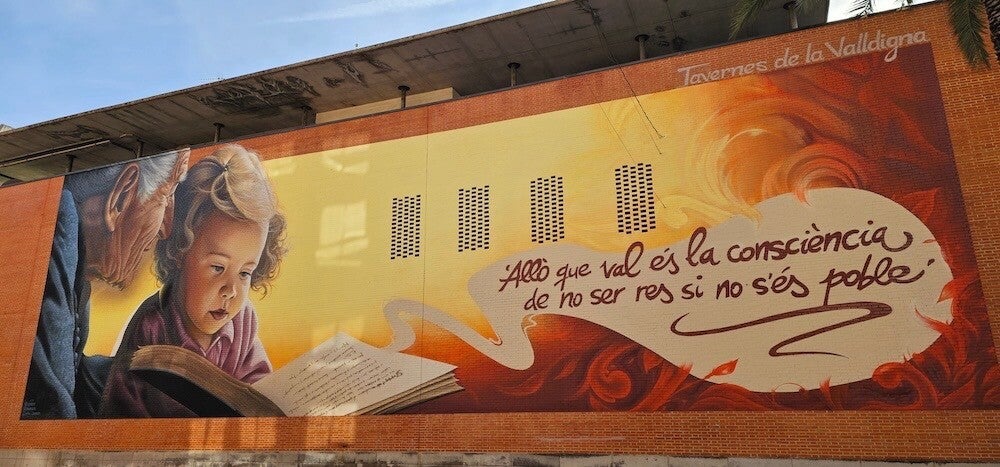 Tavernes de la Valldigna
'Allò que val és la consciència
de no ser res si no s'és poble'